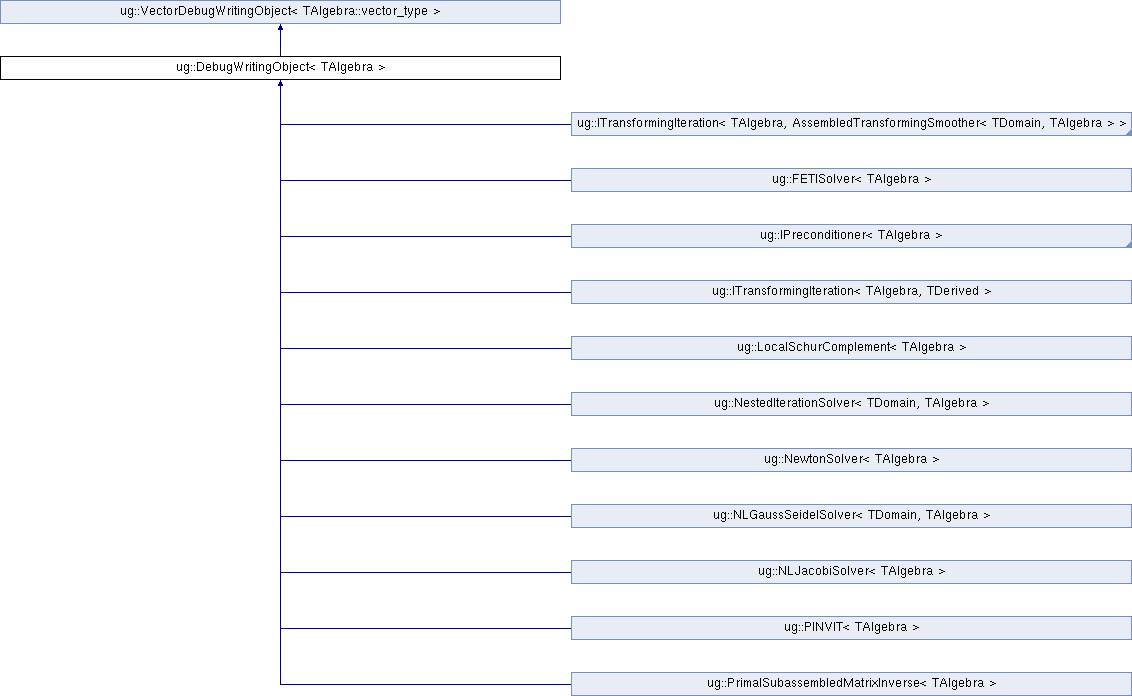 ug::VectorDebugWritingObject< TAlgebra::vector_type >
ug::DebugWritingObject< TAlgebra >
ug::ITransformingIteration< TAlgebra, AssembledTransformingSmoother< TDomain, TAlgebra > >
ug::FETISolver< TAlgebra >
ug::IPreconditioner< TAlgebra >
ug::ITransformingIteration< TAlgebra, TDerived >
ug::LocalSchurComplement< TAlgebra >
ug::NestedIterationSolver< TDomain, TAlgebra >
ug::NewtonSolver< TAlgebra >
ug::NLGaussSeidelSolver< TDomain, TAlgebra >
ug::NLJacobiSolver< TAlgebra >
ug::PINVIT< TAlgebra >
ug::PrimalSubassembledMatrixInverse< TAlgebra >